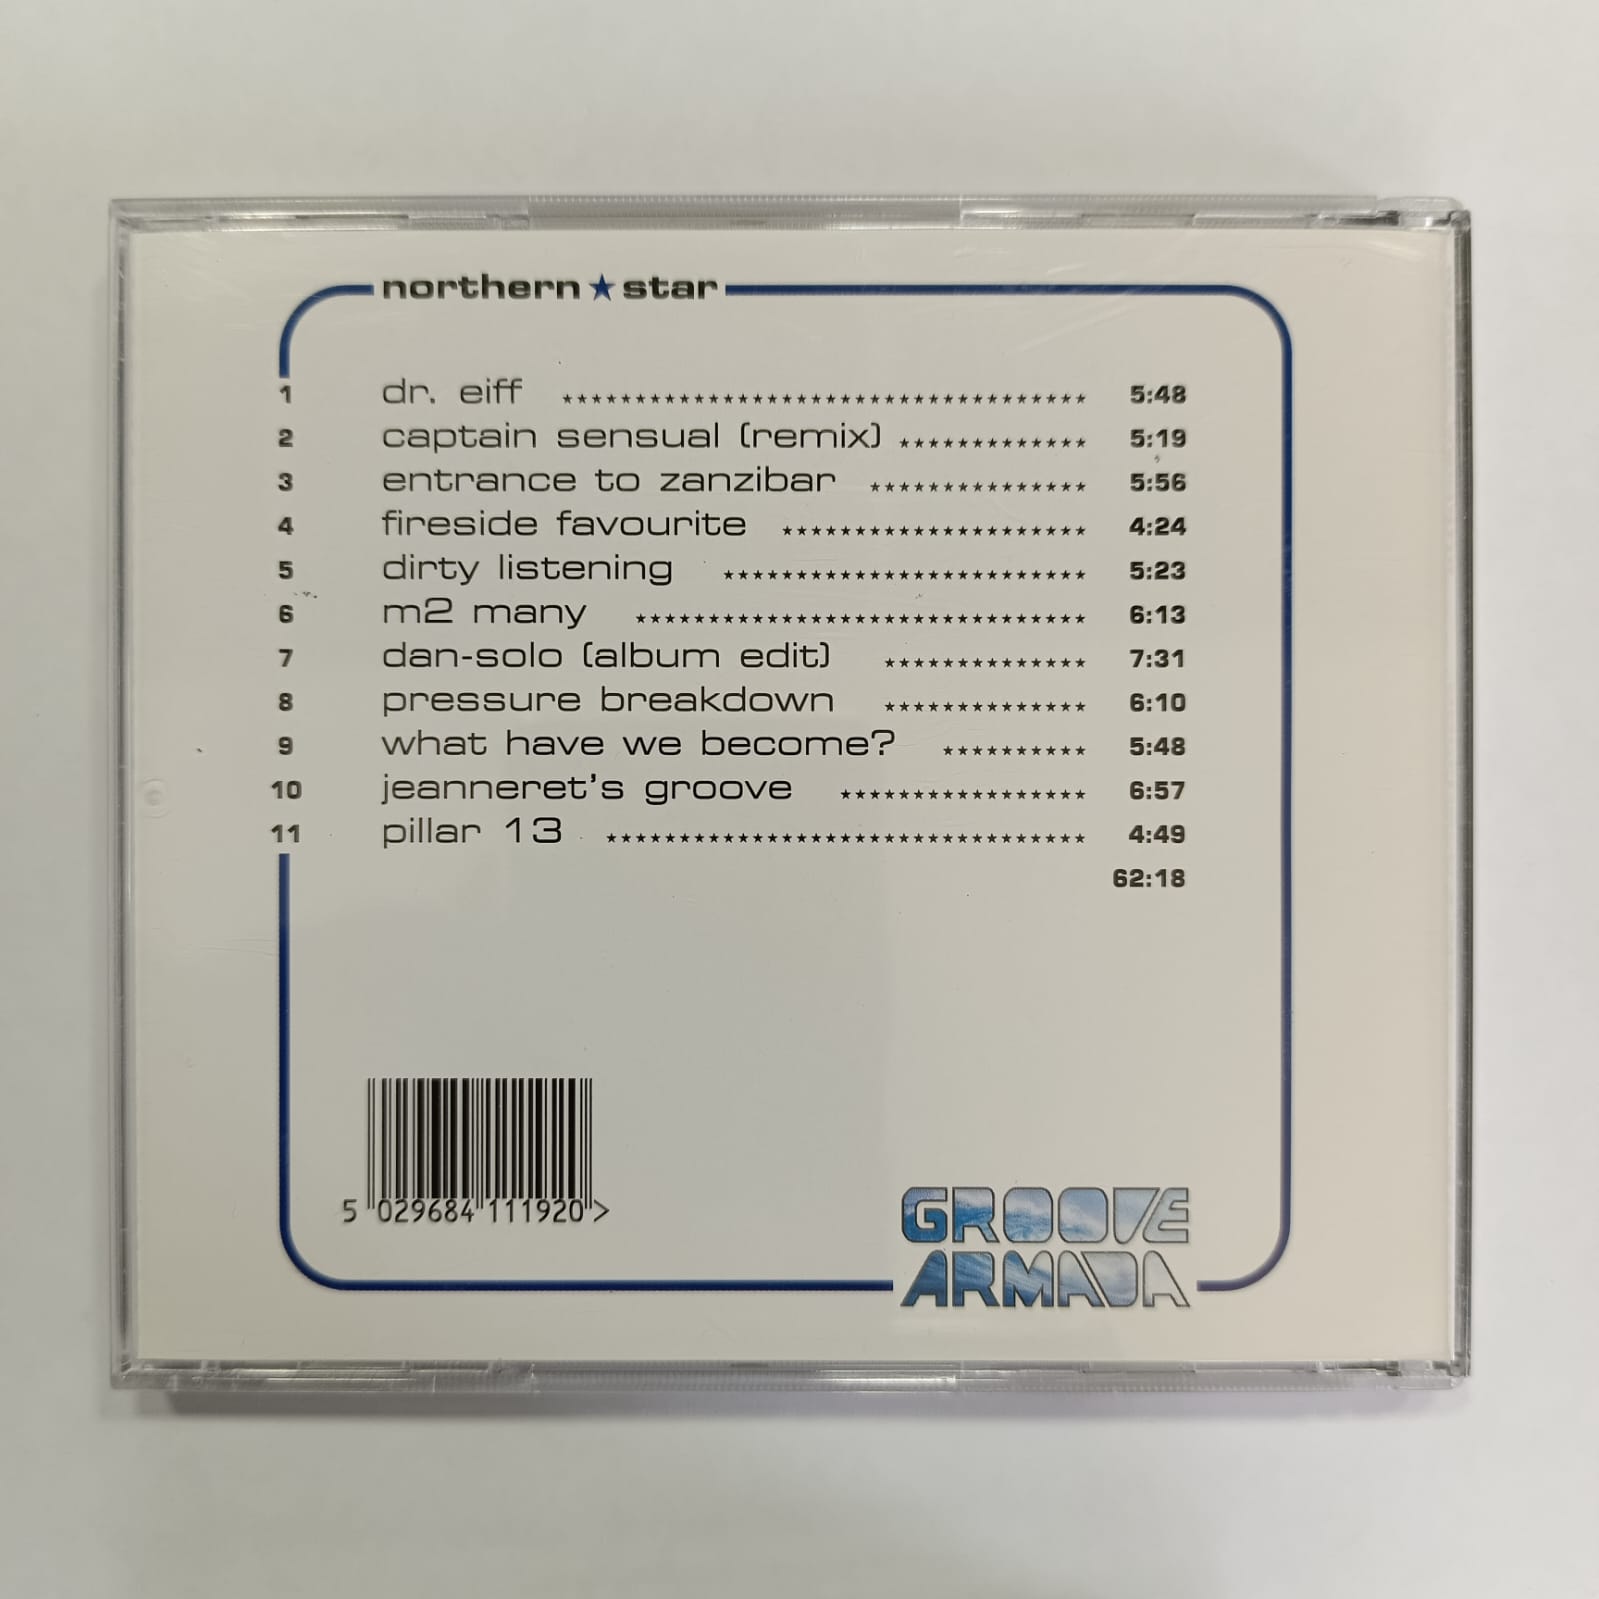 northern★star
1 dr. eiff ************************************ 5:48
2 captain sensual (remix) ************* 5:19
3 entrance to zanzibar *************** 5:56
4 fireside favourite ********************* 4:24
5 dirty listening ************************* 5:23
6 m2 many ******************************* 6:13
7 dan-solo (album edit) ************** 7:31
8 pressure breakdown ************** 6:10
9 what have we become? ********** 5:48
10 jeanneret's groove ***************** 6:57
11 pillar 13 ********************************* 4:49
62:18
5 029684 111920 >
GROOVE
ARMADA